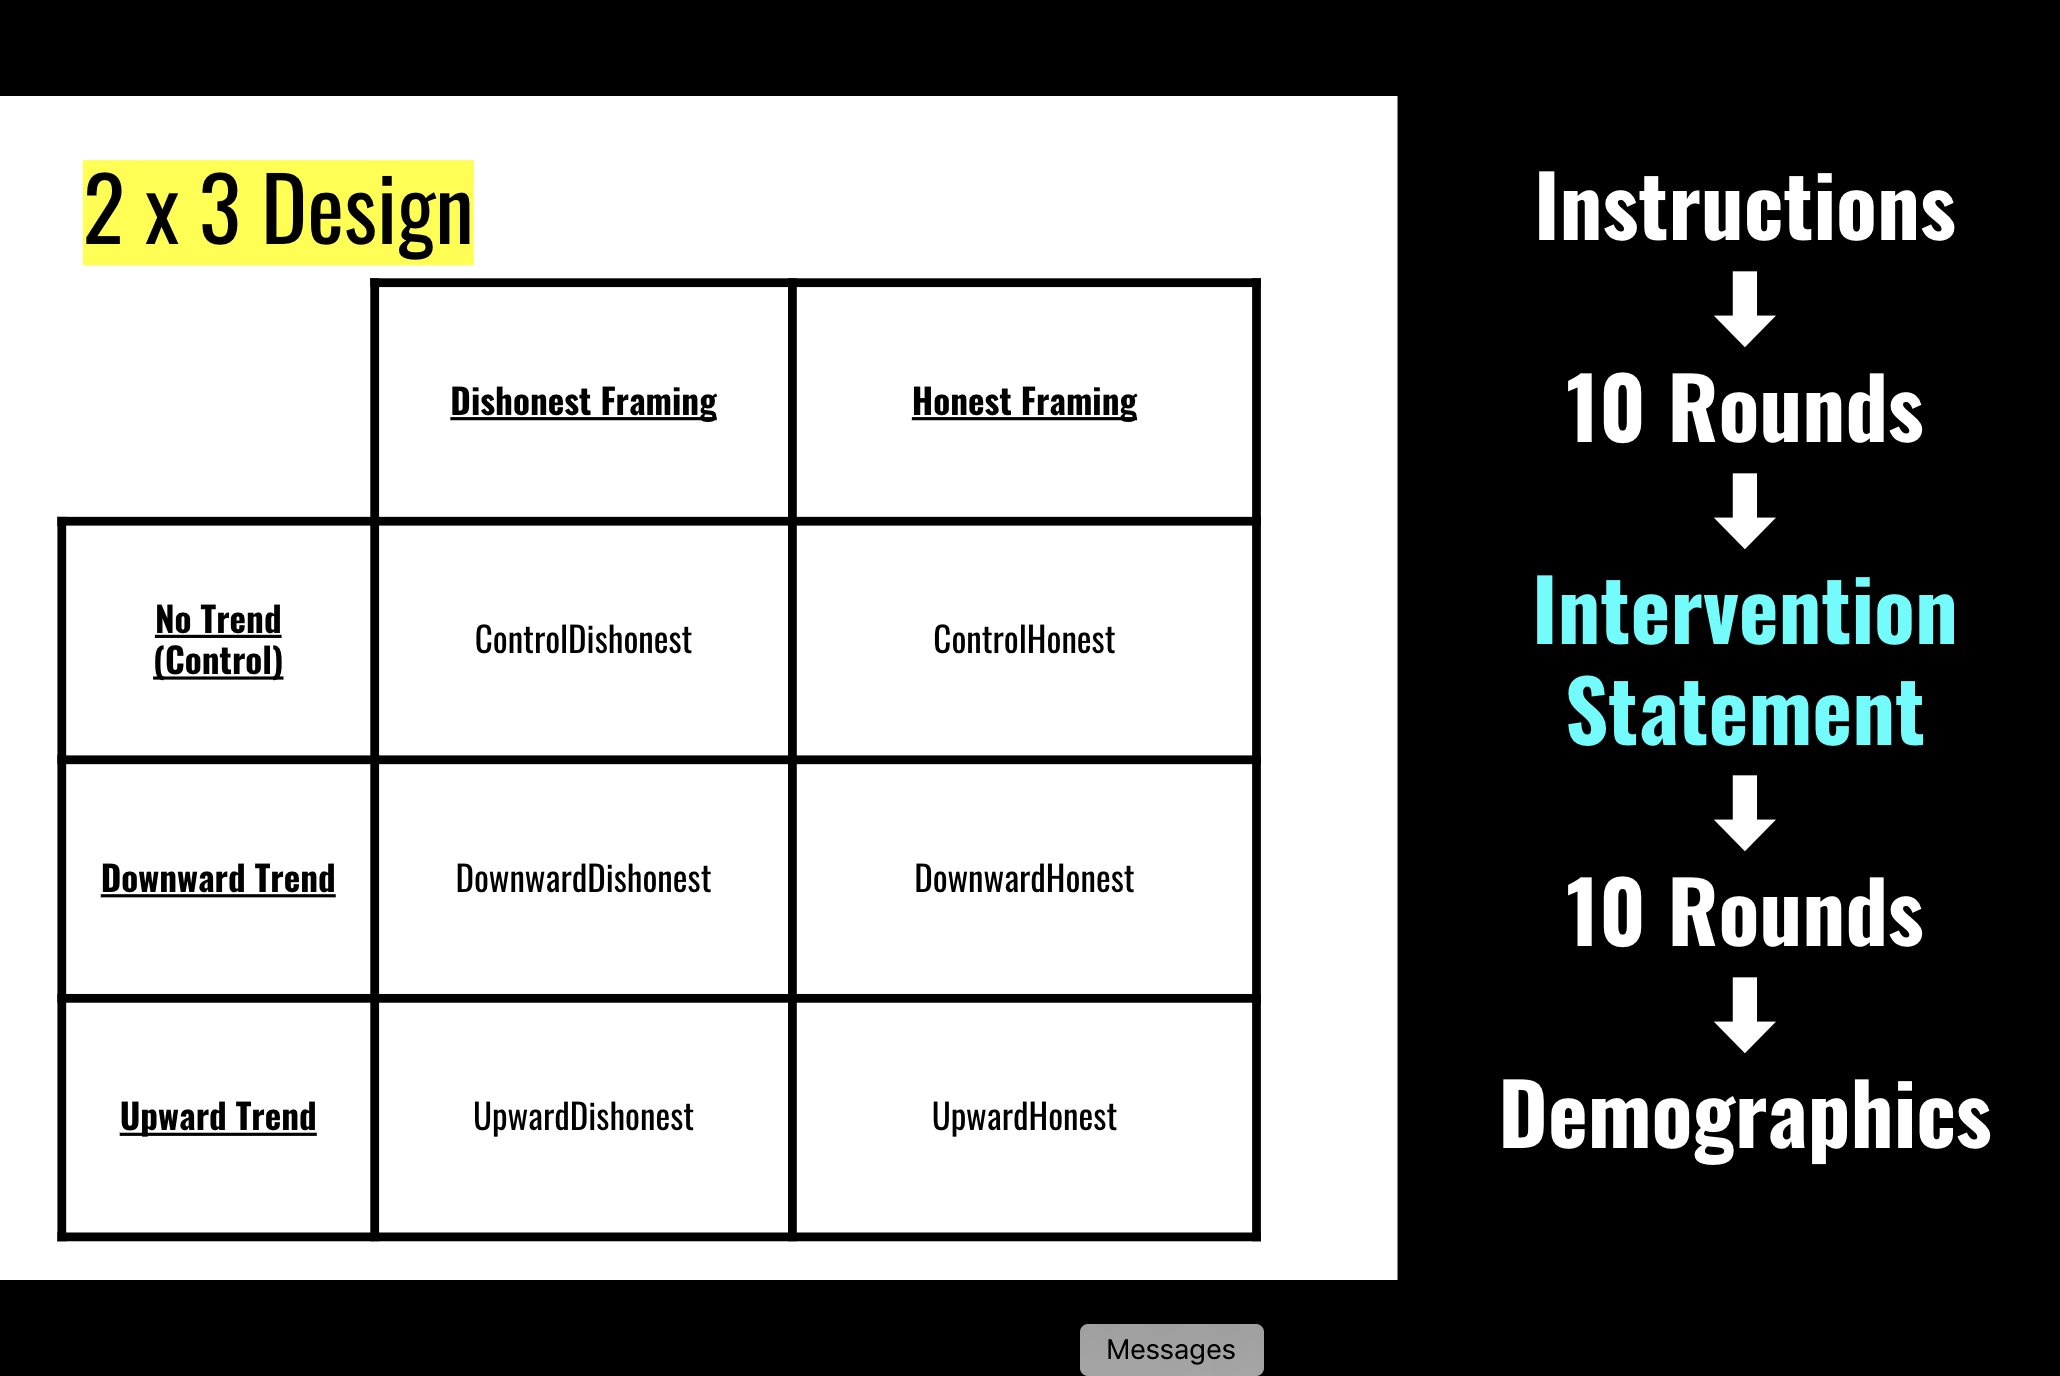 2 x 3 Design
Dishonest Framing
Honest Framing
No Trend
(Control)
ControlDishonest
ControlHonest
Downward Trend
DownwardDishonest
DownwardHonest
Upward Trend
UpwardDishonest
UpwardHonest
Instructions
10 Rounds
Intervention
Statement
10 Rounds
Demographics
Messages